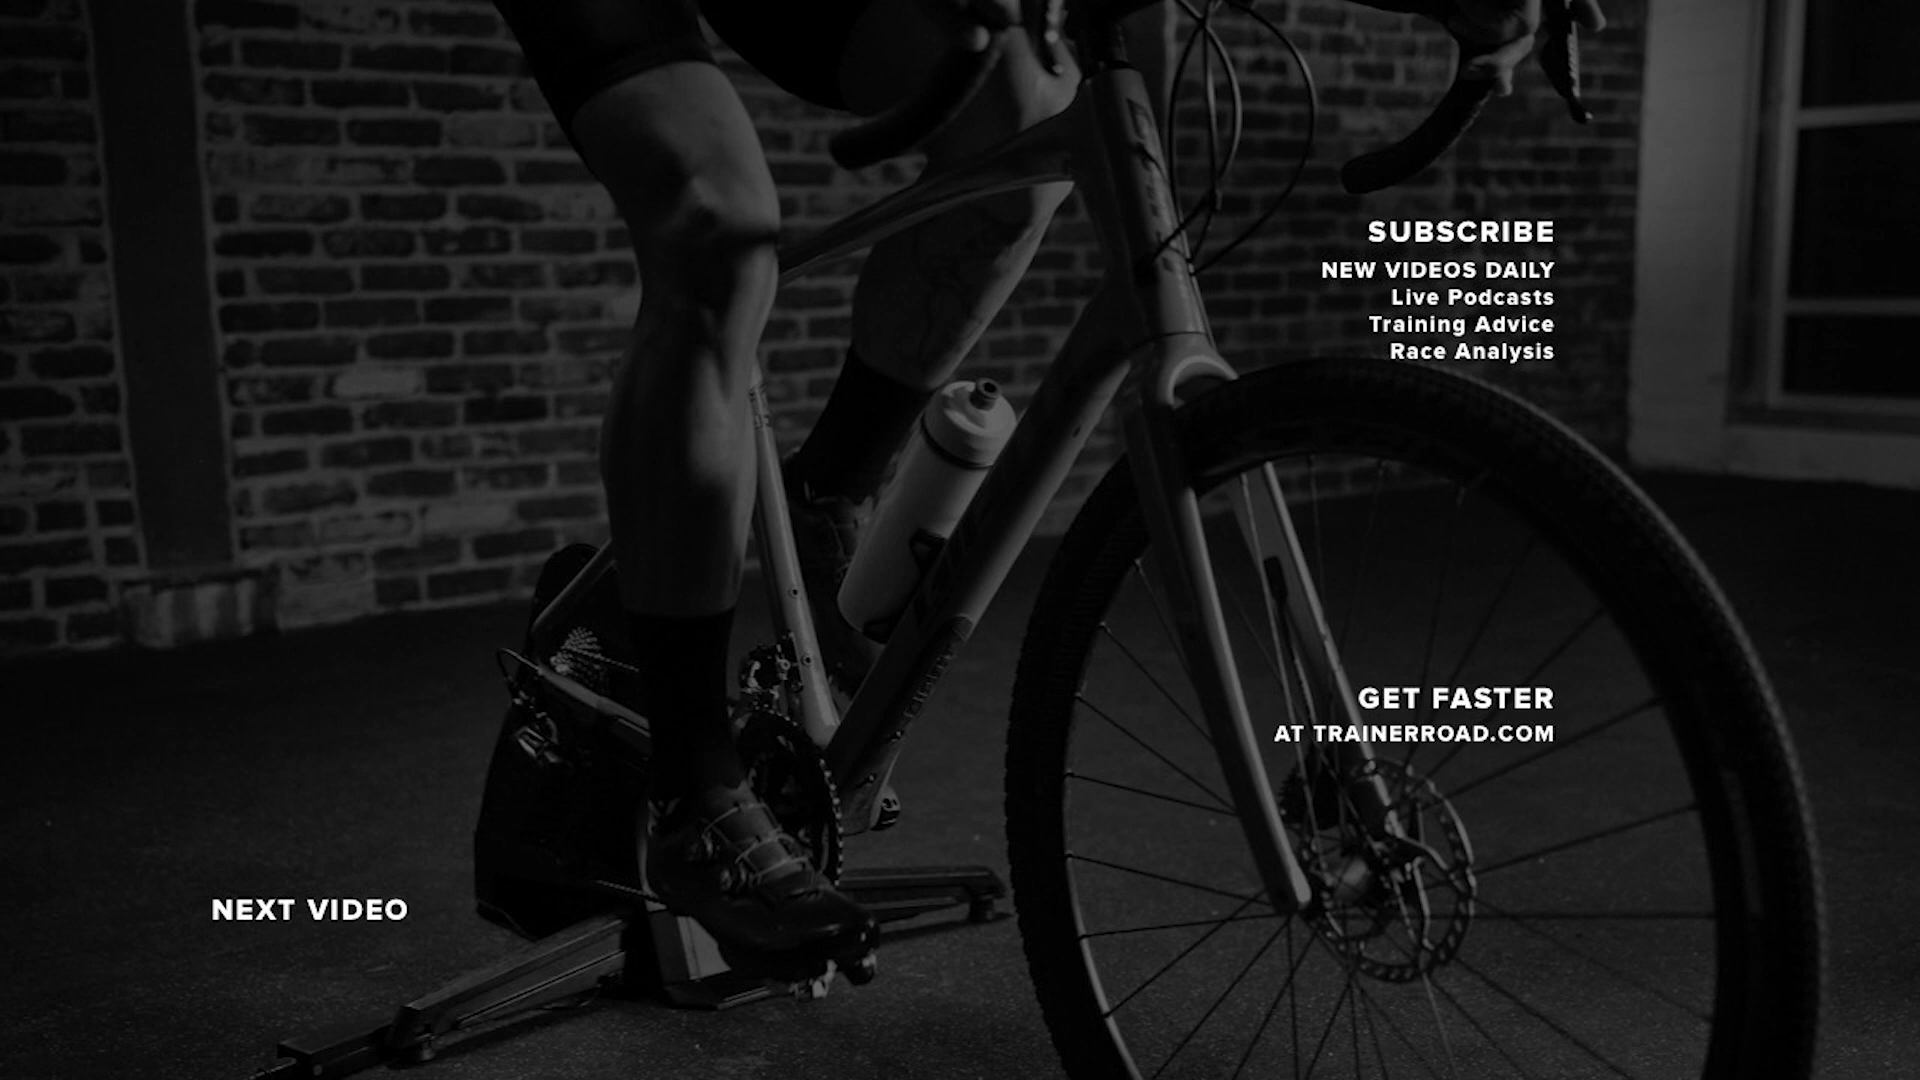 SUBSCRIBE
NEW VIDEOS DAILY
Live Podcasts
Training Advice
Race Analysis
GET FASTER
AT TRAINERROAD.COM
NEXT VIDEO